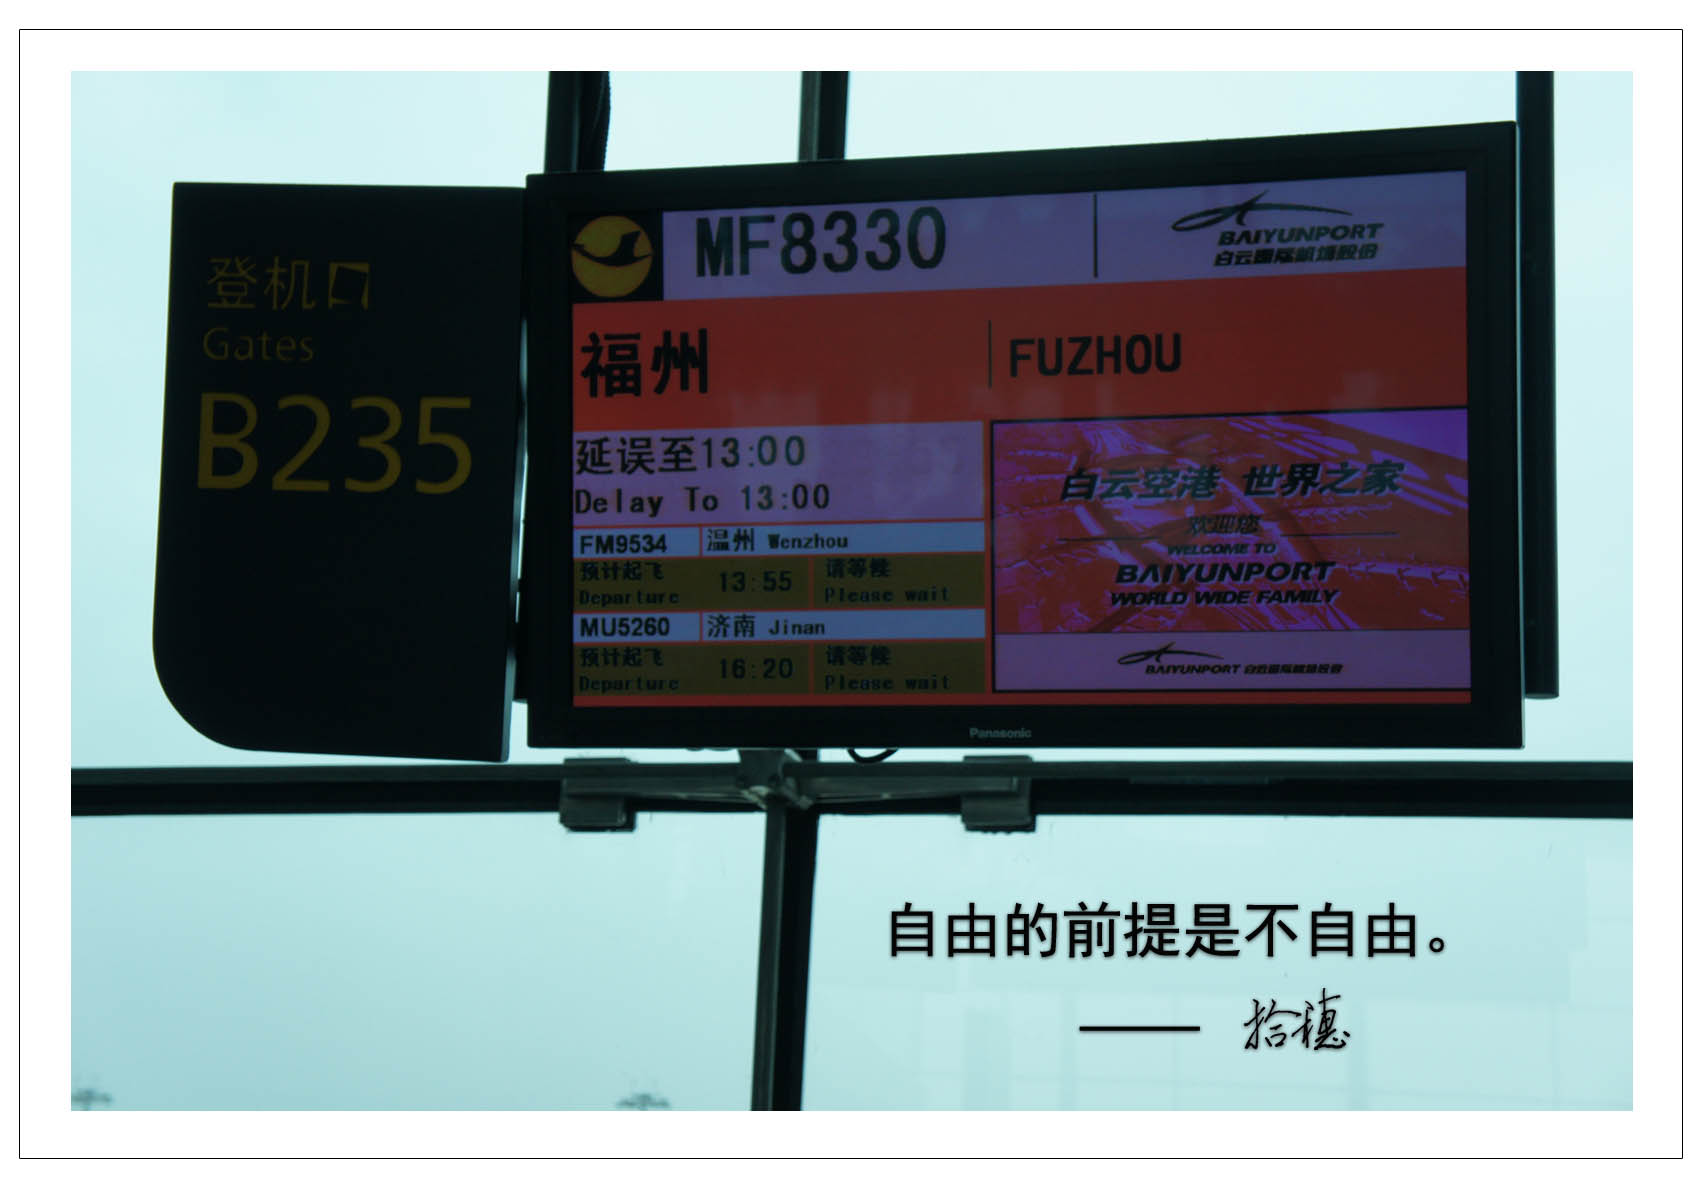 登机口
Gates
B235
MF8330
BAIYUNPORT
白云国际机场股份
福州
FUZHOU
延误至13:00
Delay To 13:00
FM9534 温州 Wenzhou
预计起飞 13:55 请等候
Departure Please wait
MU5260 济南 Jinan
预计起飞 16:20 请等候
Departure Please wait
白云空港 世界之家
欢迎您
WELCOME TO
BAIYUNPORT
WORLD WIDE FAMILY
BAIYUNPORT 白云国际机场股份
Panasonic
自由的前提是不自由。
—— 拾穗